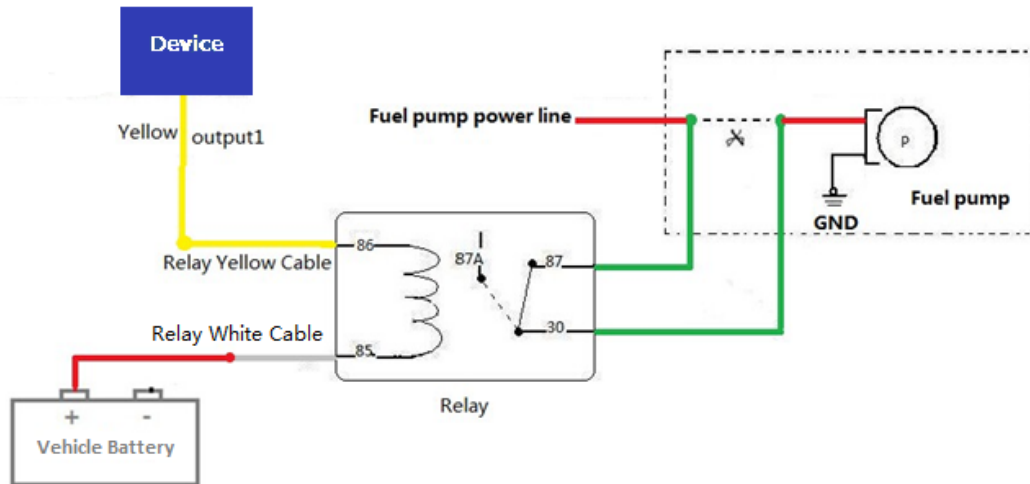 Device
Yellow output1
Fuel pump power line
P
Fuel pump
GND
86
Relay Yellow Cable
87A
87
30
Relay White Cable
85
Relay
+ -
Vehicle Battery